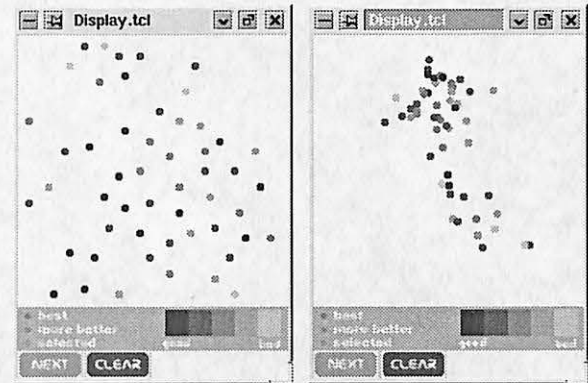 Display.tcl
best
more better
selected
good bad
NEXT CLEAR
Display.tcl
best
more better
selected
good bad
NEXT CLEAR